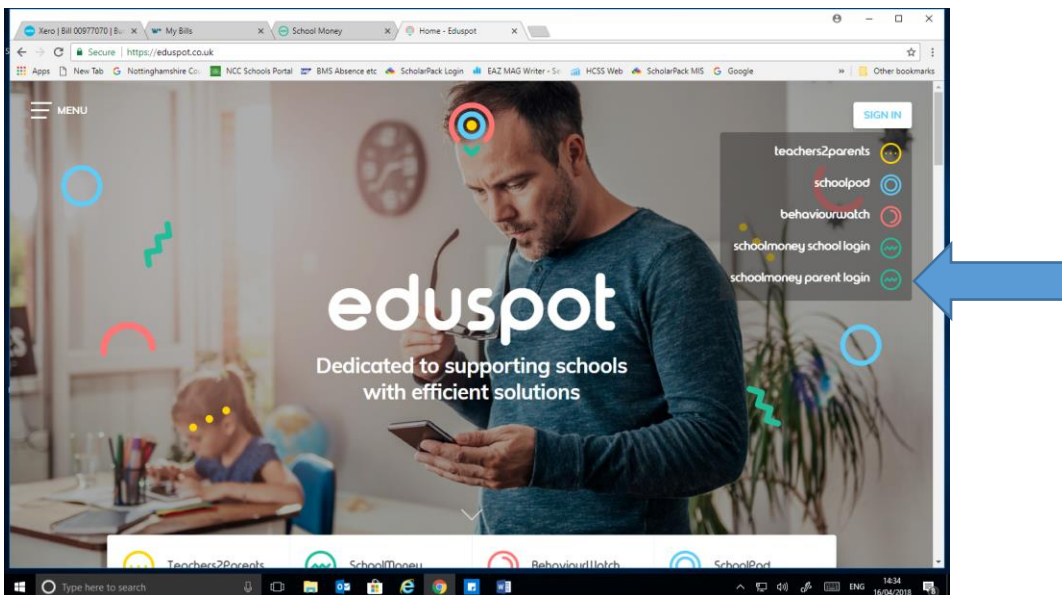 Xero | Bill 00977070 | Bu
My Bills
School Money
Home - Eduspot
Secure | https://eduspot.co.uk
Apps
New Tab
Nottinghamshire Co
NCC Schools Portal
BMS Absence etc
ScholarPack Login
EAZ MAG Writer - Se
HCSS Web
ScholarPack MIS
Google
»
Other bookmarks
MENU
SIGN IN
teachers2parents
schoolpod
behaviourwatch
schoolmoney school login
schoolmoney parent login
eduspot
Dedicated to supporting schools
with efficient solutions
Teachers2Parents
SchoolMoney
BehaviourWatch
SchoolPod
Type here to search
ENG
14:34
16/04/2018